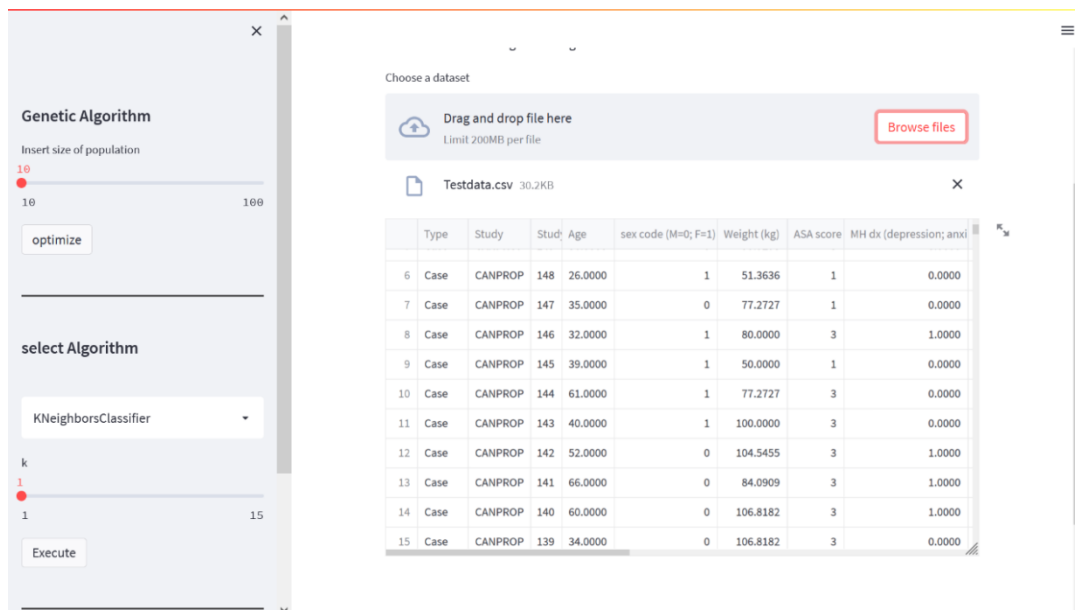 Genetic Algorithm
Insert size of population
10
10 100
optimize
select Algorithm
KNeighborsClassifier
k
1
1 15
Execute
Choose a dataset
Drag and drop file here
Limit 200MB per file
Browse files
Testdata.csv 30.2KB
Type Study Stud Age sex code (M=0; F=1) Weight (kg) ASA score MH dx (depression; anxi
6 Case CANPROP 148 26.0000 1 51.3636 1 0.0000
7 Case CANPROP 147 35.0000 0 77.2727 1 0.0000
8 Case CANPROP 146 32.0000 1 80.0000 3 1.0000
9 Case CANPROP 145 39.0000 1 50.0000 1 0.0000
10 Case CANPROP 144 61.0000 1 77.2727 3 0.0000
11 Case CANPROP 143 40.0000 1 100.0000 3 0.0000
12 Case CANPROP 142 52.0000 0 104.5455 3 1.0000
13 Case CANPROP 141 66.0000 0 84.0909 3 1.0000
14 Case CANPROP 140 60.0000 0 106.8182 3 1.0000
15 Case CANPROP 139 34.0000 0 106.8182 3 0.0000